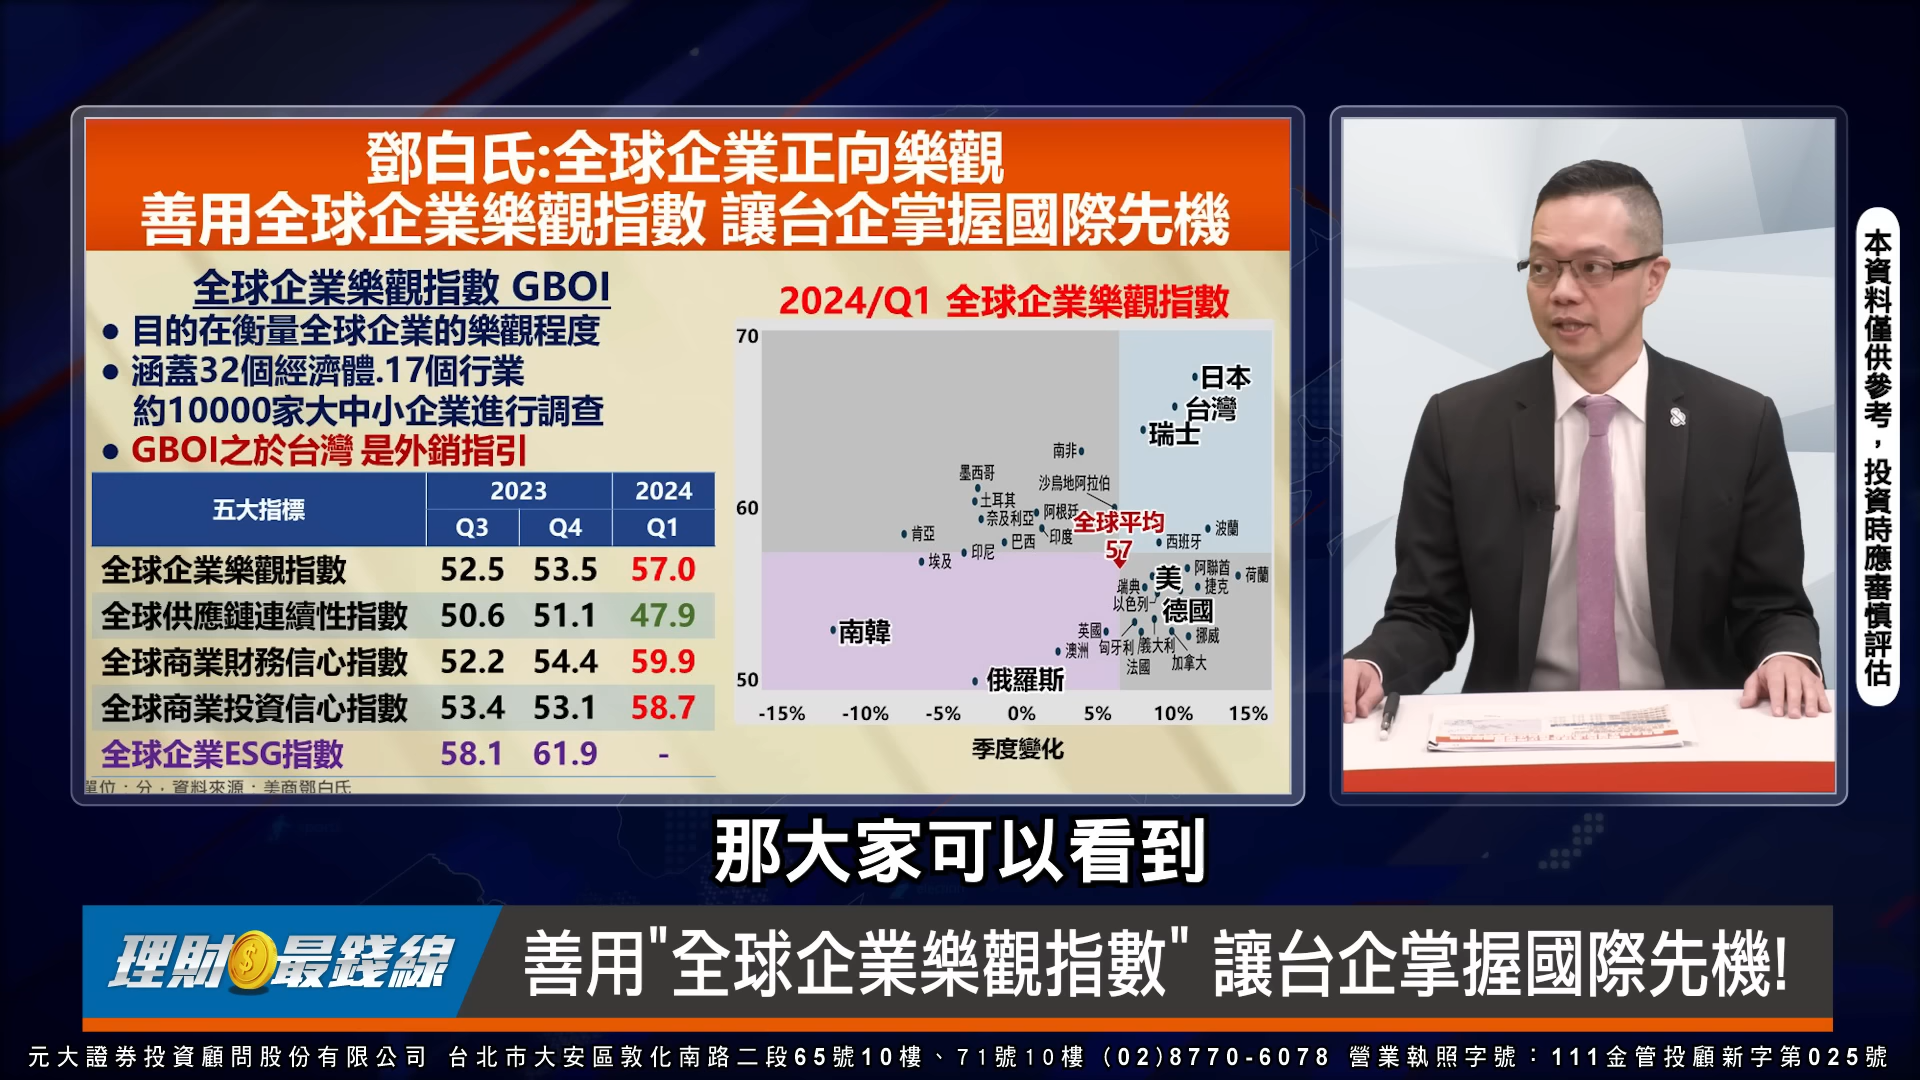 鄧白氏:全球企業正向樂觀
善用全球企業樂觀指數 讓台企掌握國際先機
全球企業樂觀指數 GBOI
● 目的在衡量全球企業的樂觀程度
● 涵蓋32個經濟體.17個行業
約10000家大中小企業進行調查
● GBOI之於台灣 是外銷指引
五大指標 2023 2024
Q3 Q4 Q1
全球企業樂觀指數 52.5 53.5 57.0
全球供應鏈連續性指數 50.6 51.1 47.9
全球商業財務信心指數 52.2 54.4 59.9
全球商業投資信心指數 53.4 53.1 58.7
全球企業ESG指數 58.1 61.9 -
單位：分，資料來源：美商鄧白氏
2024/Q1 全球企業樂觀指數
70
日本
台灣
瑞士
南非
墨西哥
沙烏地阿拉伯
土耳其
60
奈及利亞
阿根廷
全球平均
57
肯亞
巴西
印度
西班牙
波蘭
埃及
印尼
美
阿聯酋
荷蘭
瑞典
捷克
以色列
德國
南韓
英國
匈牙利
義大利
挪威
澳洲
法國
加拿大
俄羅斯
50
-15% -10% -5% 0% 5% 10% 15%
季度變化
本資料僅供參考，投資時應審慎評估
那大家可以看到
理財$最錢線
善用"全球企業樂觀指數" 讓台企掌握國際先機!
元大證券投資顧問股份有限公司 台北市大安區敦化南路二段65號10樓、71號10樓 (02)8770-6078 營業執照字號：111金管投顧新字第025號